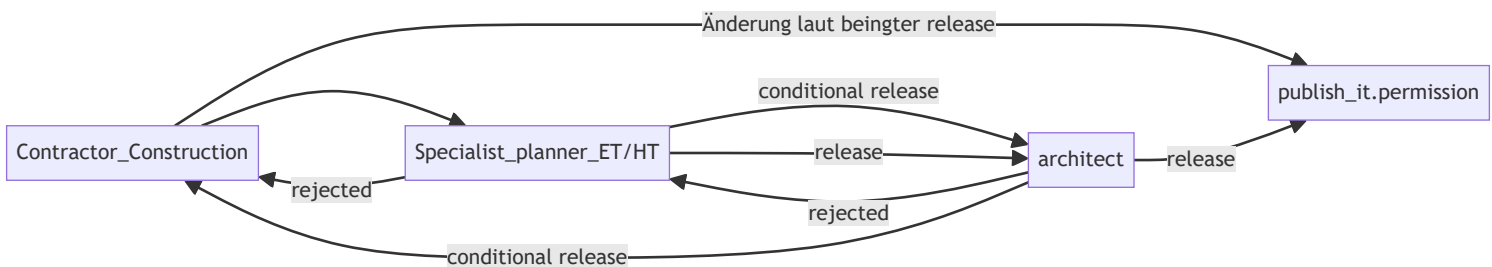 Änderung laut beingter release
publish_it.permission
conditional release
Contractor_Construction
Specialist_planner_ET/HT
release
architect
release
rejected
rejected
conditional release